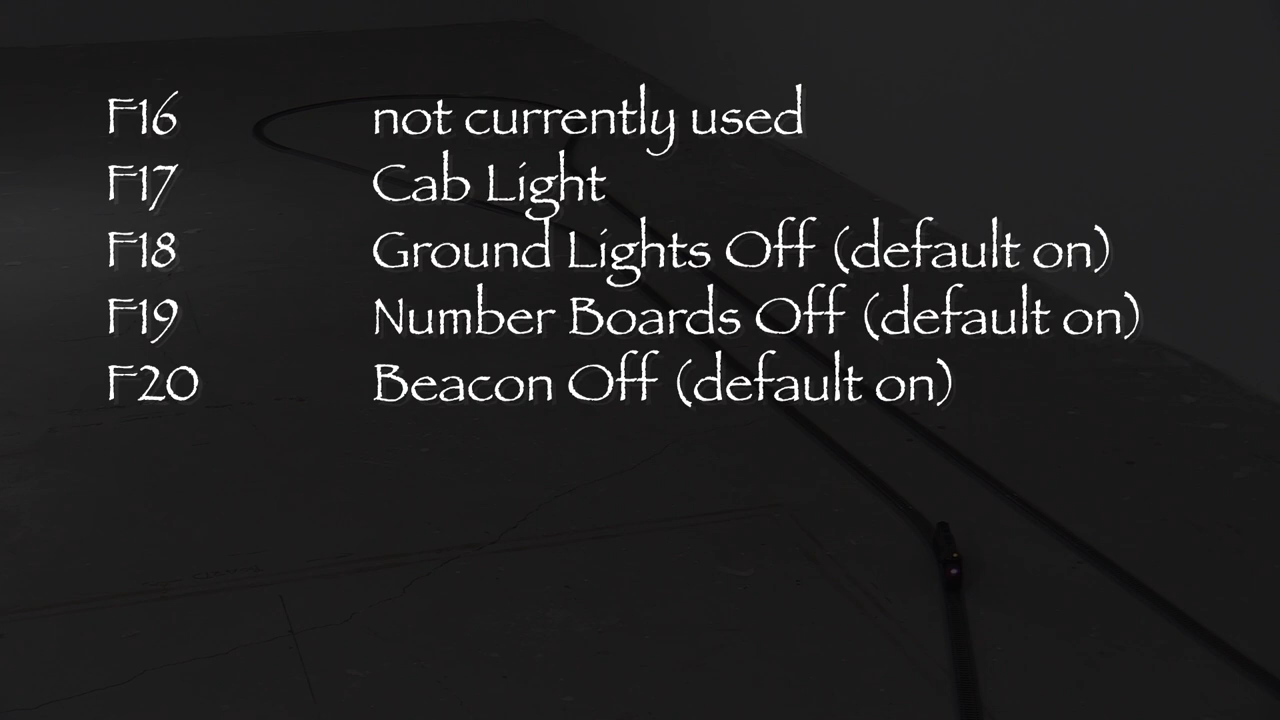 F16 not currently used
F17 Cab Light
F18 Ground Lights Off (default on)
F19 Number Boards Off (default on)
F20 Beacon Off (default on)